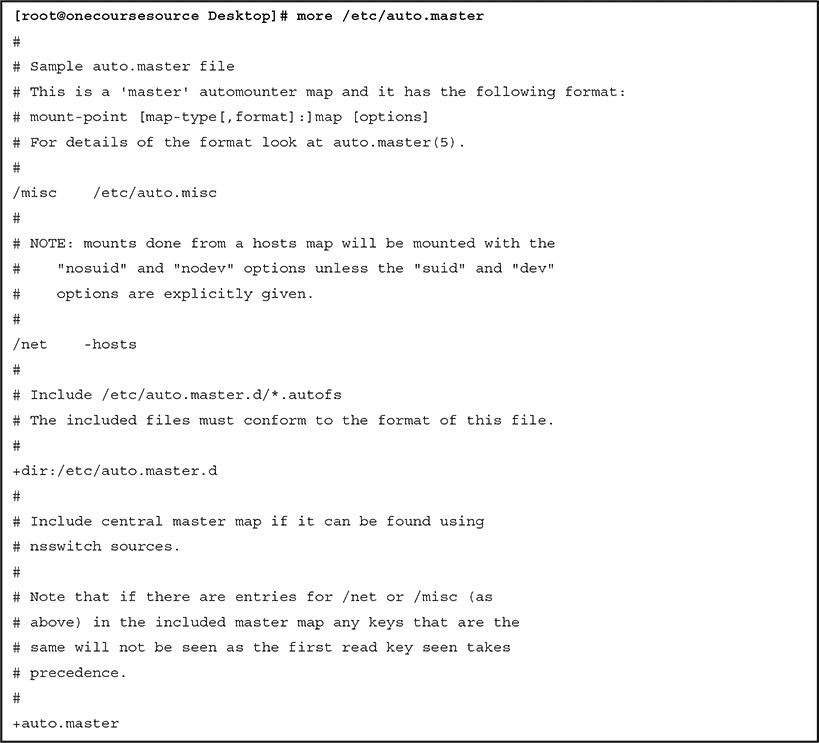 [root@onecoursesource Desktop]# more /etc/auto.master
#
# Sample auto.master file
# This is a 'master' automounter map and it has the following format:
# mount-point [map-type[,format]:]map [options]
# For details of the format look at auto.master(5).
#
/misc    /etc/auto.misc
#
# NOTE: mounts done from a hosts map will be mounted with the
#    "nosuid" and "nodev" options unless the "suid" and "dev"
#    options are explicitly given.
#
/net    -hosts
#
# Include /etc/auto.master.d/*.autofs
# The included files must conform to the format of this file.
#
+dir:/etc/auto.master.d
#
# Include central master map if it can be found using
# nsswitch sources.
#
# Note that if there are entries for /net or /misc (as
# above) in the included master map any keys that are the
# same will not be seen as the first read key seen takes
# precedence.
#
+auto.master